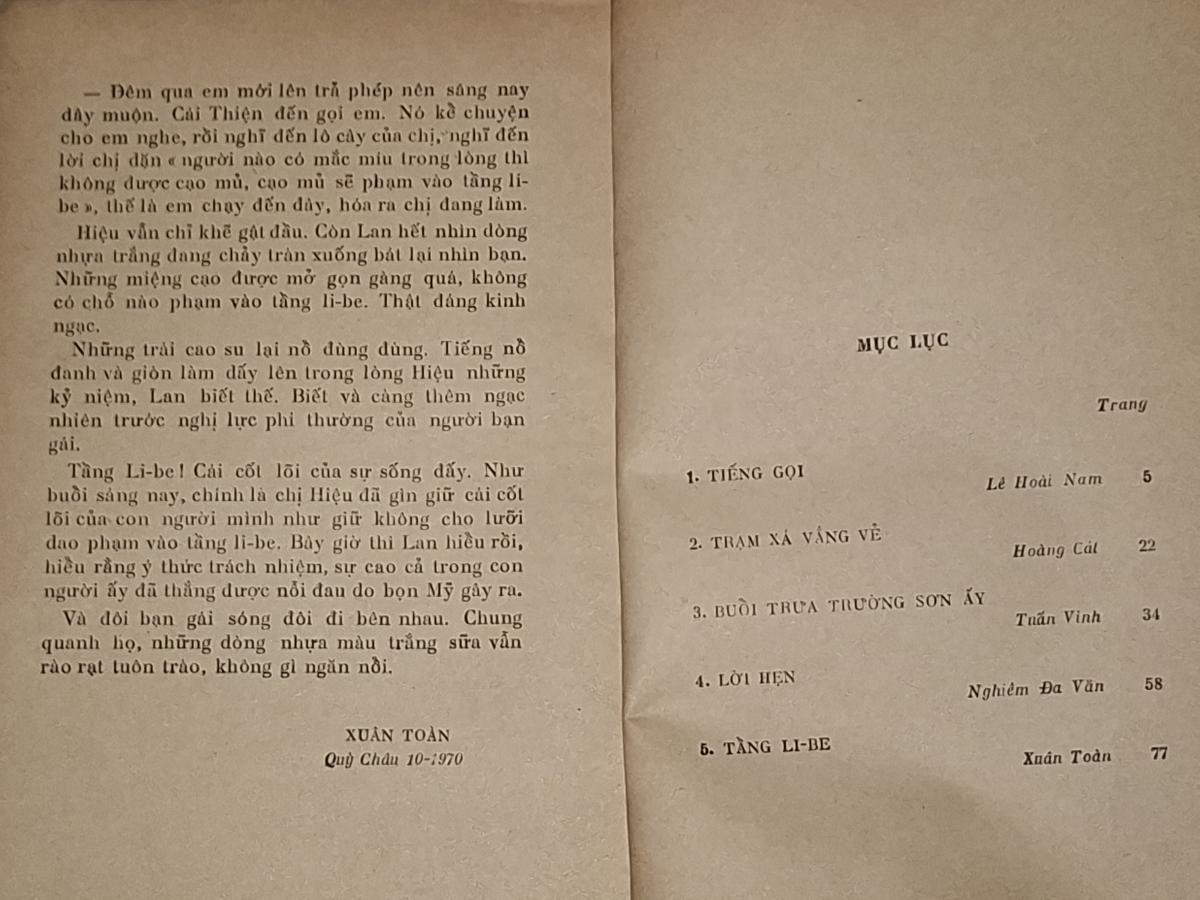 — Đêm qua em mới lên trả phép nên sáng nay
dậy muộn. Cái Thiện đến gọi em. Nó kể chuyện
cho em nghe, rồi nghĩ đến lô cây của chị, nghĩ đến
lời chị dặn « người nào có mắc míu trong lòng thì
không được cạo mủ, cạo mủ sẽ phạm vào tầng li-
be », thế là em chạy đến đây, hóa ra chị đang làm.
Hiệu vẫn chỉ khẽ gật đầu. Còn Lan hết nhìn dòng
nhựa trắng đang chảy tràn xuống bát lại nhìn bạn.
Những miệng cạo được mở gọn gàng quá, không
có chỗ nào phạm vào tầng li-be. Thật đáng kinh
ngạc.
Những trái cao su lại nổ đùng đùng. Tiếng nổ
đanh và giòn làm dấy lên trong lòng Hiệu những
kỷ niệm, Lan biết thế. Biết và càng thêm ngạc
nhiên trước nghị lực phi thường của người bạn
gái.
Tầng Li-be ! Cái cốt lõi của sự sống đấy. Như
buổi sáng nay, chính là chị Hiệu đã gìn giữ cái cốt
lõi của con người mình như giữ không cho lưỡi
dao phạm vào tầng li-be. Bây giờ thì Lan hiểu rồi,
hiểu rằng ý thức trách nhiệm, sự cao cả trong con
người ấy đã thắng được nỗi đau do bọn Mỹ gây ra.
Và đôi bạn gái sóng đôi đi bên nhau. Chung
quanh họ, những dòng nhựa màu trắng sữa vẫn
rào rạt tuôn trào, không gì ngăn nổi.
XUÂN TOÀN
Quỳ Châu 10-1970
MỤC LỤC
Trang
1. TIẾNG GỌI Lê Hoài Nam 5
2. TRẠM XÁ VẮNG VẺ Hoàng Cát 22
3. BUỔI TRƯA TRƯỜNG SƠN ẤY Tuấn Vinh 34
4. LỜI HẸN Nghiêm Đa Văn 58
5. TẦNG LI-BE Xuân Toàn 77